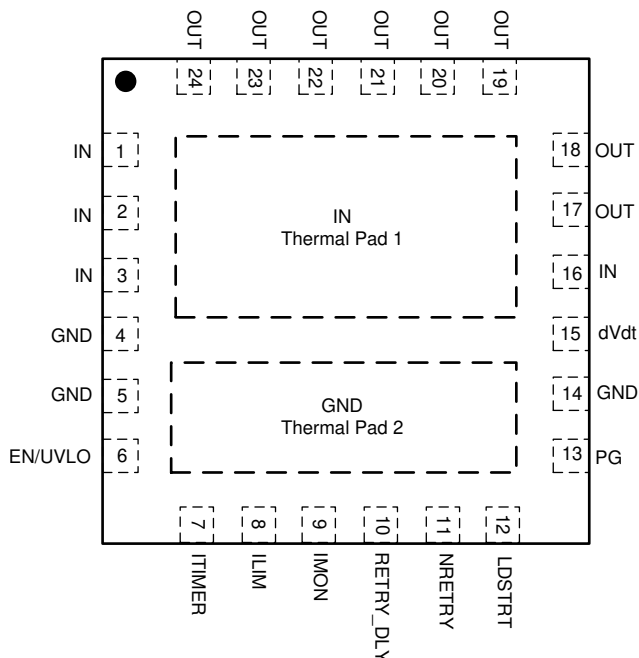 OUT OUT OUT OUT OUT OUT
24 23 22 21 20 19
IN 1
IN 2
IN 3
GND 4
GND 5
EN/UVLO 6
IN
Thermal Pad 1
GND
Thermal Pad 2
18 OUT
17 OUT
16 IN
15 dVdt
14 GND
13 PG
7 8 9 10 11 12
ITIMER ILIM IMON RETRY_DLY NRETRY LDSTRT